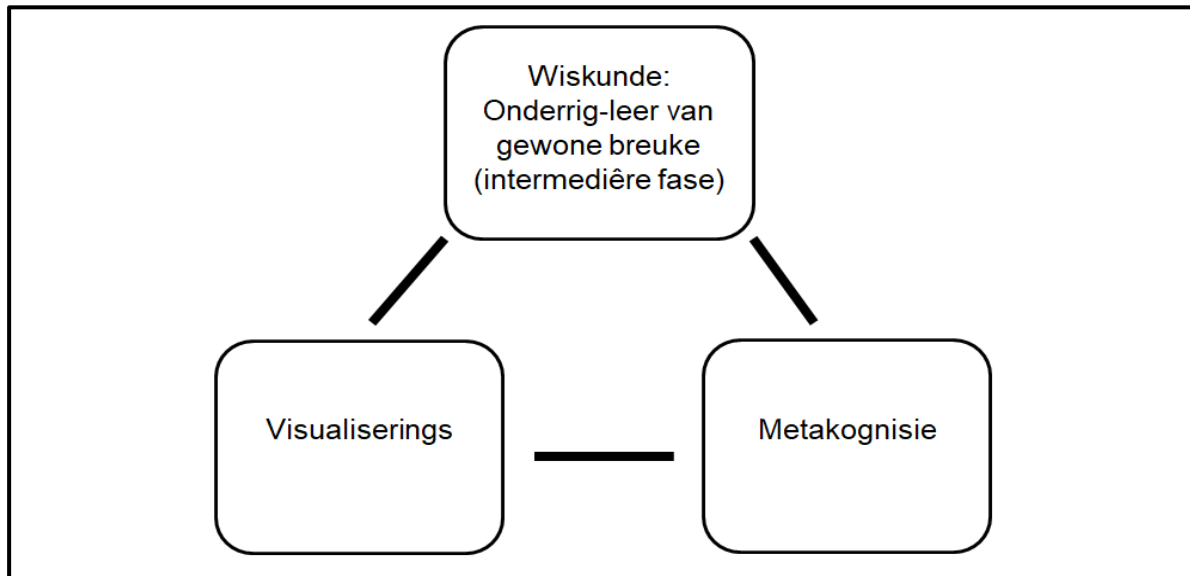 Wiskunde:
Onderrig-leer van
gewone breuke
(intermediêre fase)
Visualiserings
Metakognisie